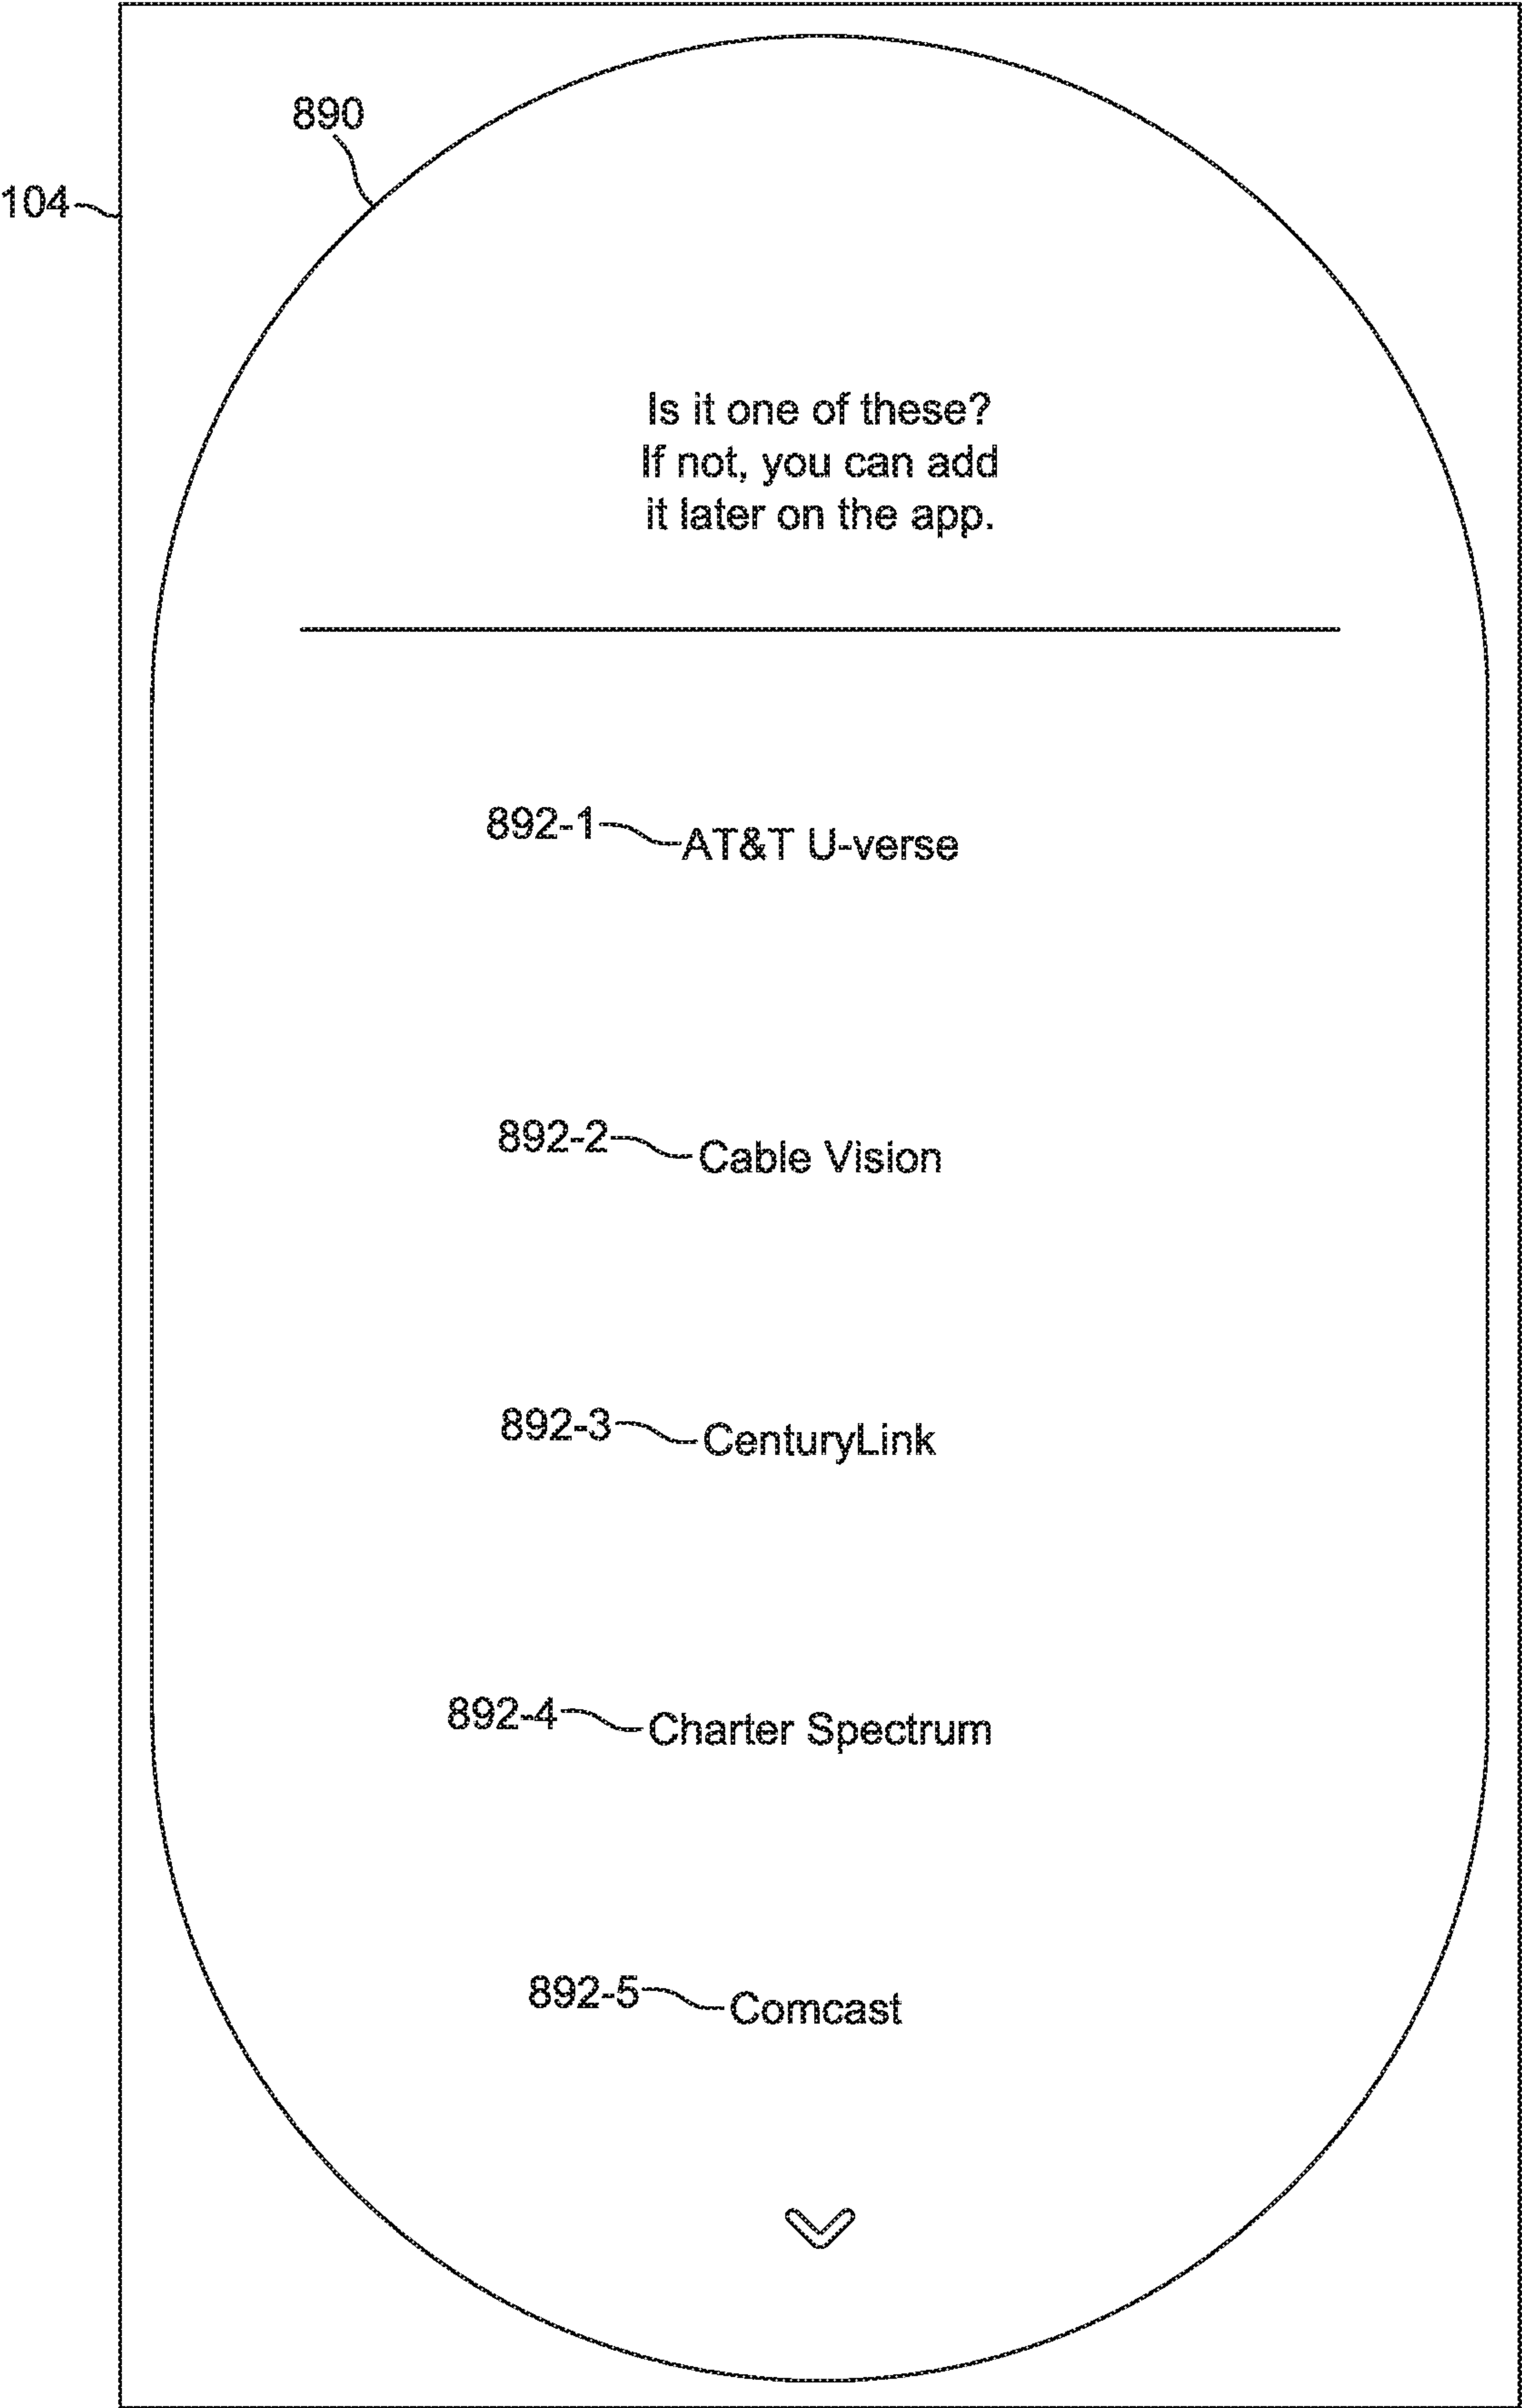 890
104
Is it one of these?
If not, you can add
it later on the app.
892-1 AT&T U-verse
892-2 Cable Vision
892-3 CenturyLink
892-4 Charter Spectrum
892-5 Comcast